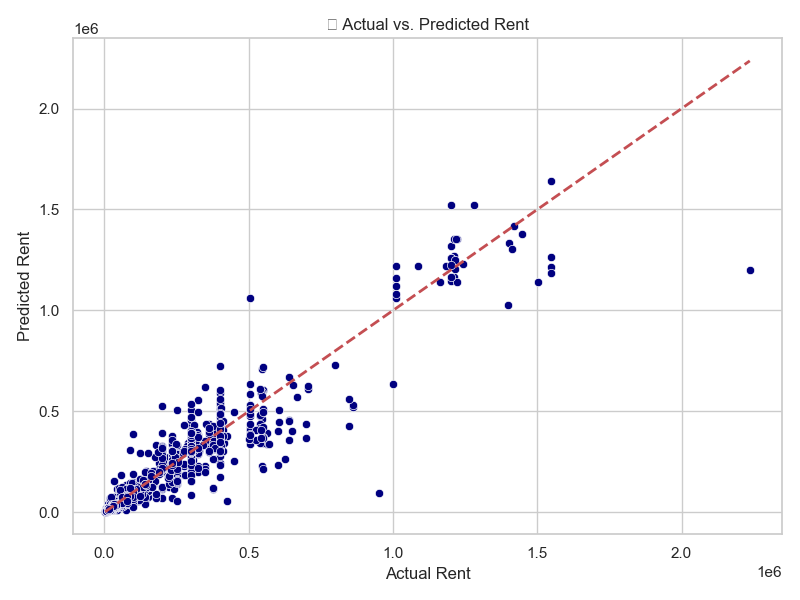 Actual vs. Predicted Rent
1e6
2.0
1.5
1.0
0.5
0.0
Predicted Rent
0.0 0.5 1.0 1.5 2.0
1e6
Actual Rent